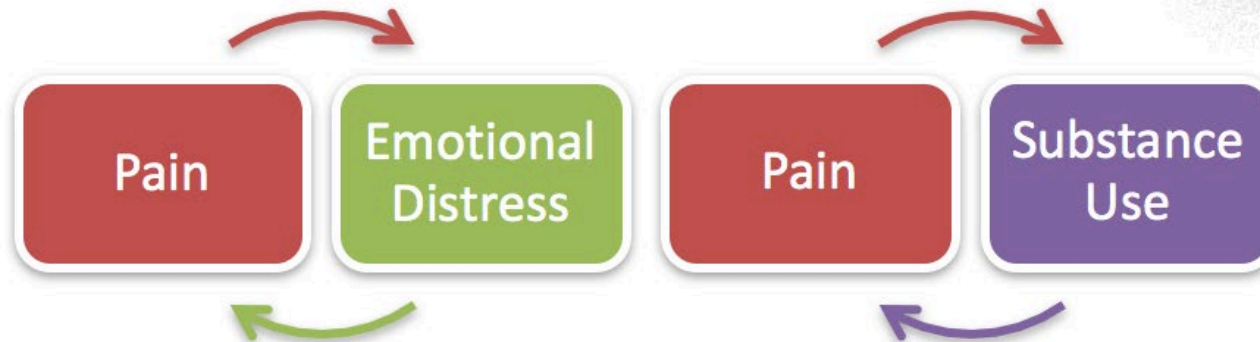 Pain
Emotional
Distress
Pain
Substance
Use